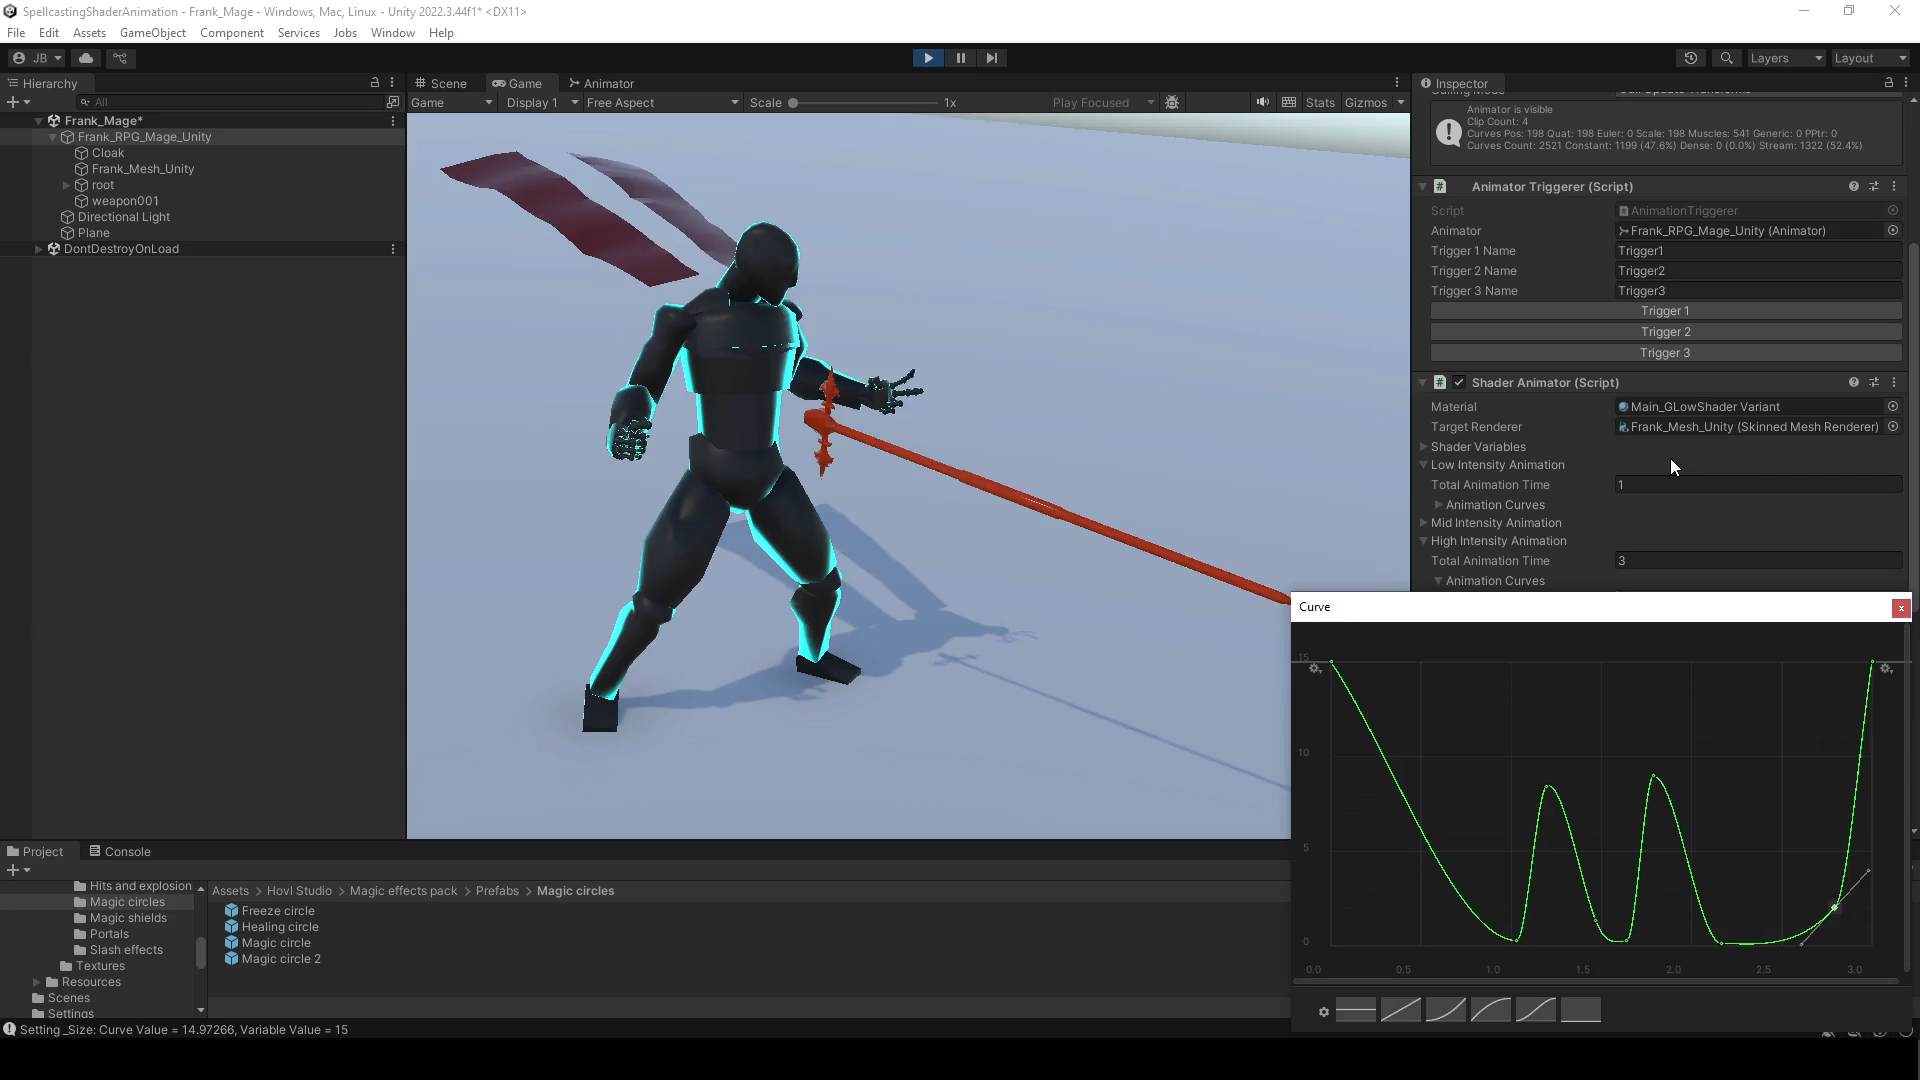 SpellcastingShaderAnimation - Frank_Mage - Windows, Mac, Linux - Unity 2022.3.44f1* <DX11>
File Edit Assets GameObject Component Services Jobs Window Help
JB Layers Layout
Hierarchy
All
Frank_Mage*
Frank_RPG_Mage_Unity
Cloak
Frank_Mesh_Unity
root
weapon001
Directional Light
Plane
DontDestroyOnLoad
Scene Game Animator
Game Display 1 Free Aspect Scale 1x Play Focused Stats Gizmos
Inspector
Animator is visible
Clip Count: 4
Curves Pos: 198 Quat: 198 Euler: 0 Scale: 198 Muscles: 541 Generic: 0 PPtr: 0
Curves Count: 2521 Constant: 1199 (47.6%) Dense: 0 (0.0%) Stream: 1322 (52.4%)
Animator Triggerer (Script)
Script AnimationTriggerer
Animator Frank_RPG_Mage_Unity (Animator)
Trigger 1 Name Trigger1
Trigger 2 Name Trigger2
Trigger 3 Name Trigger3
Trigger 1
Trigger 2
Trigger 3
Shader Animator (Script)
Material Main_GLowShader Variant
Target Renderer Frank_Mesh_Unity (Skinned Mesh Renderer)
Shader Variables
Low Intensity Animation
Total Animation Time 1
Animation Curves
Mid Intensity Animation
High Intensity Animation
Total Animation Time 3
Animation Curves
Curve
15
10
5
0
0.0 0.5 1.0 1.5 2.0 2.5 3.0
Project Console
Hits and explosion
Magic circles
Magic shields
Portals
Slash effects
Textures
Resources
Scenes
Settings
Assets > Hovl Studio > Magic effects pack > Prefabs > Magic circles
Freeze circle
Healing circle
Magic circle
Magic circle 2
Setting _Size: Curve Value = 14.97266, Variable Value = 15